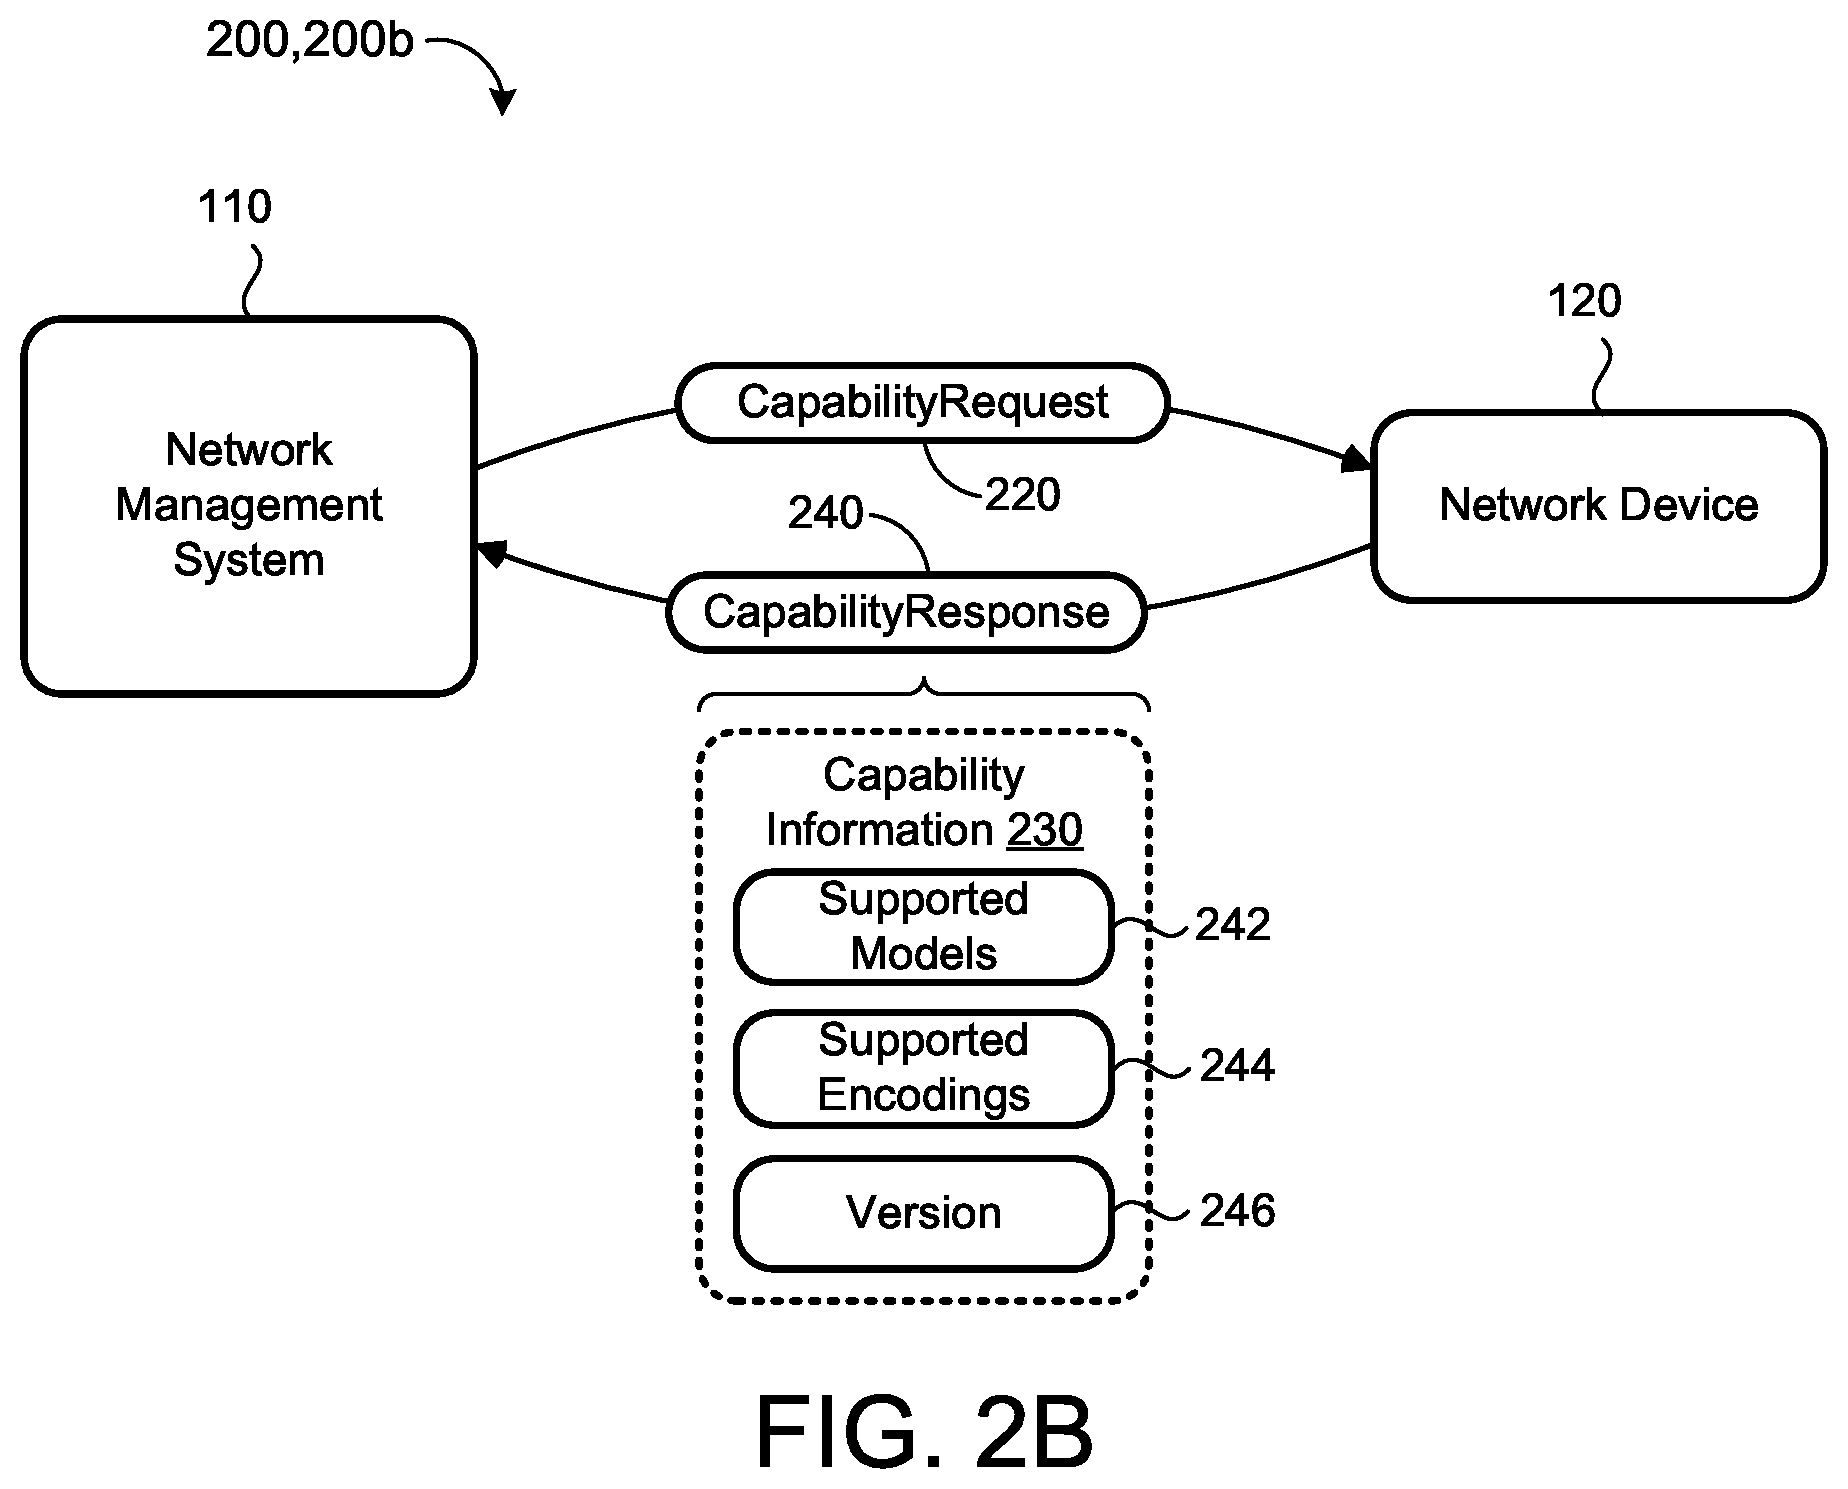 200,200b
110
120
Network
Management
System
CapabilityRequest
220
240
CapabilityResponse
Network Device
Capability
Information 230
Supported
Models
242
Supported
Encodings
244
Version
246
FIG. 2B